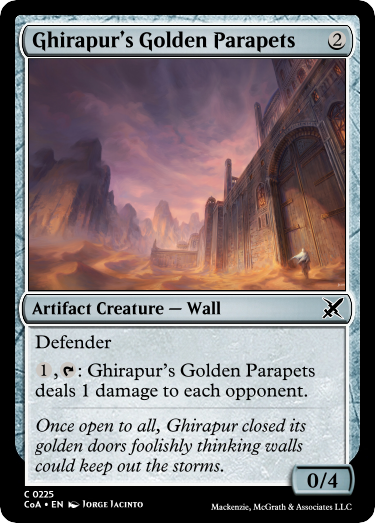 Ghirapur's Golden Parapets 2
Artifact Creature — Wall
Defender
1, : Ghirapur's Golden Parapets
deals 1 damage to each opponent.
Once open to all, Ghirapur closed its
golden doors foolishly thinking walls
could keep out the storms.
0/4
C 0225
CoA • EN Jorge Jacinto
Mackenzie, McGrath & Associates LLC